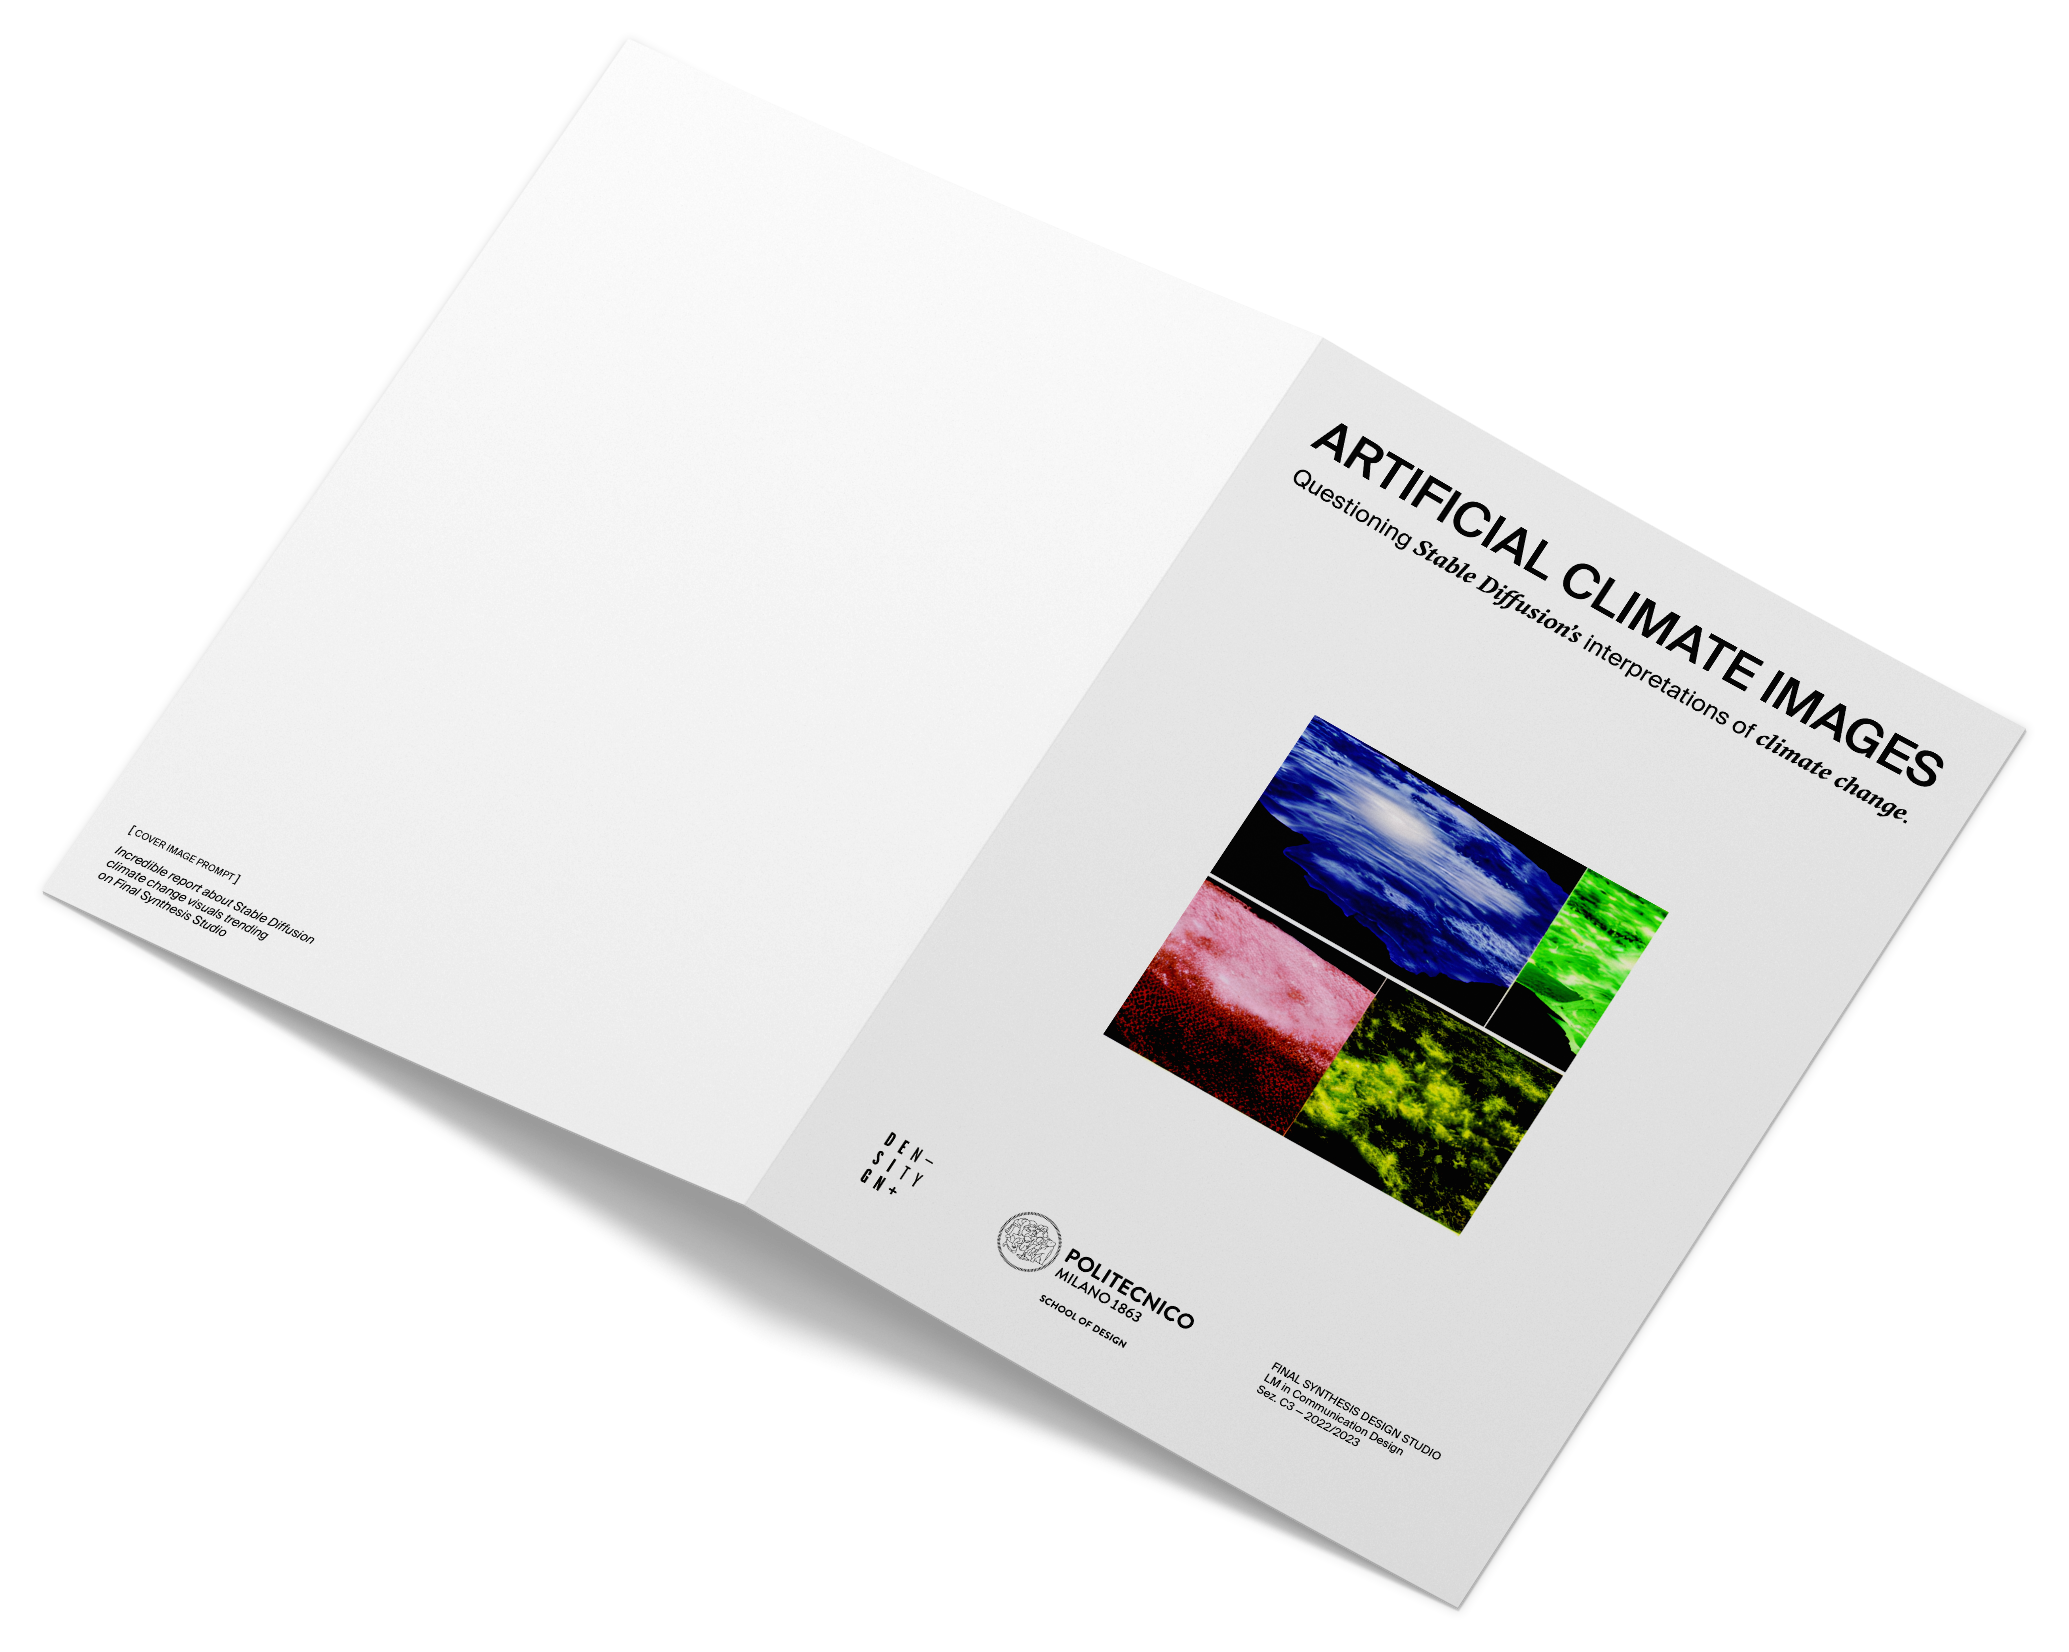 [ COVER IMAGE PROMPT ]
Incredible report about Stable Diffusion
climate change visuals trending
on Final Synthesis Studio
ARTIFICIAL CLIMATE IMAGES
Questioning Stable Diffusion's interpretations of climate change.
DEN–
SITY
GN+
POLITECNICO
MILANO 1863
SCHOOL OF DESIGN
FINAL SYNTHESIS DESIGN STUDIO
LM in Communication Design
Sez. C3 – 2022/2023